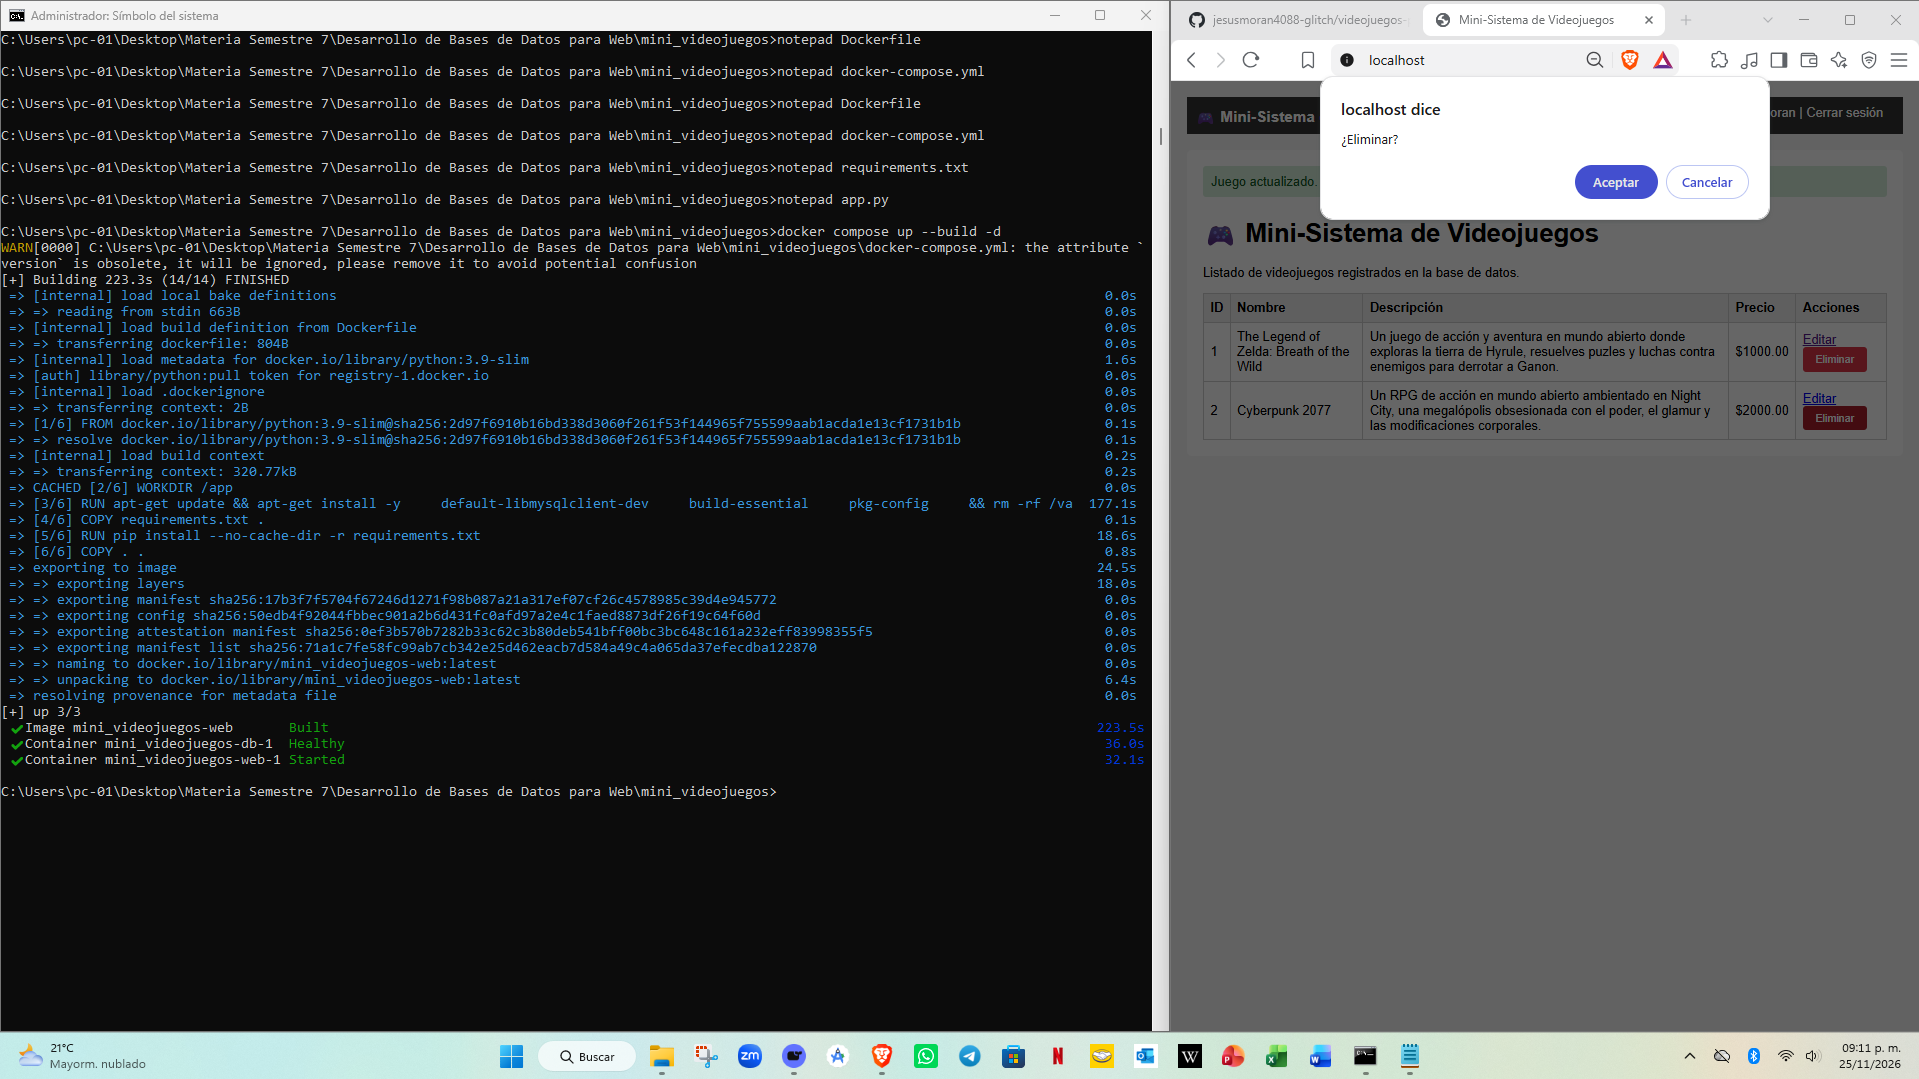 Administrador: Símbolo del sistema
C:\Users\pc-01\Desktop\Materia Semestre 7\Desarrollo de Bases de Datos para Web\mini_videojuegos>notepad Dockerfile
C:\Users\pc-01\Desktop\Materia Semestre 7\Desarrollo de Bases de Datos para Web\mini_videojuegos>notepad docker-compose.yml
C:\Users\pc-01\Desktop\Materia Semestre 7\Desarrollo de Bases de Datos para Web\mini_videojuegos>notepad Dockerfile
C:\Users\pc-01\Desktop\Materia Semestre 7\Desarrollo de Bases de Datos para Web\mini_videojuegos>notepad docker-compose.yml
C:\Users\pc-01\Desktop\Materia Semestre 7\Desarrollo de Bases de Datos para Web\mini_videojuegos>notepad requirements.txt
C:\Users\pc-01\Desktop\Materia Semestre 7\Desarrollo de Bases de Datos para Web\mini_videojuegos>notepad app.py
C:\Users\pc-01\Desktop\Materia Semestre 7\Desarrollo de Bases de Datos para Web\mini_videojuegos>docker compose up --build -d
WARN[0000] C:\Users\pc-01\Desktop\Materia Semestre 7\Desarrollo de Bases de Datos para Web\mini_videojuegos\docker-compose.yml: the attribute `
version` is obsolete, it will be ignored, please remove it to avoid potential confusion
[+] Building 223.3s (14/14) FINISHED
=> [internal] load local bake definitions 0.0s
=> => reading from stdin 663B 0.0s
=> [internal] load build definition from Dockerfile 0.0s
=> => transferring dockerfile: 804B 0.0s
=> [internal] load metadata for docker.io/library/python:3.9-slim 1.6s
=> [auth] library/python:pull token for registry-1.docker.io 0.0s
=> [internal] load .dockerignore 0.0s
=> => transferring context: 2B 0.0s
=> [1/6] FROM docker.io/library/python:3.9-slim@sha256:2d97f6910b16bd338d3060f261f53f144965f755599aab1acda1e13cf1731b1b 0.1s
=> => resolve docker.io/library/python:3.9-slim@sha256:2d97f6910b16bd338d3060f261f53f144965f755599aab1acda1e13cf1731b1b 0.1s
=> [internal] load build context 0.2s
=> => transferring context: 320.77kB 0.2s
=> CACHED [2/6] WORKDIR /app 0.0s
=> [3/6] RUN apt-get update && apt-get install -y default-libmysqlclient-dev build-essential pkg-config && rm -rf /va 177.1s
=> [4/6] COPY requirements.txt . 0.1s
=> [5/6] RUN pip install --no-cache-dir -r requirements.txt 18.6s
=> [6/6] COPY . . 0.8s
=> exporting to image 24.5s
=> => exporting layers 18.0s
=> => exporting manifest sha256:17b3f7f5704f67246d1271f98b087a21a317ef07cf26c4578985c39d4e945772 0.0s
=> => exporting config sha256:50edb4f92044fbbec901a2b6d431fc0afd97a2e4c1faed8873df26f19c64f60d 0.0s
=> => exporting attestation manifest sha256:0ef3b570b7282b33c62c3b80deb541bff00bc3bc648c161a232eff83998355f5 0.0s
=> => exporting manifest list sha256:71a1c7fe58fc99ab7cb342e25d462eacb7d584a49c4a065da37efecdba122870 0.0s
=> => naming to docker.io/library/mini_videojuegos-web:latest 0.0s
=> => unpacking to docker.io/library/mini_videojuegos-web:latest 6.4s
=> resolving provenance for metadata file 0.0s
[+] up 3/3
✔Image mini_videojuegos-web Built 223.5s
✔Container mini_videojuegos-db-1 Healthy 36.0s
✔Container mini_videojuegos-web-1 Started 32.1s
C:\Users\pc-01\Desktop\Materia Semestre 7\Desarrollo de Bases de Datos para Web\mini_videojuegos>
jesusmoran4088-glitch/videojuegos-
Mini-Sistema de Videojuegos
localhost
localhost dice
¿Eliminar?
Aceptar
Cancelar
Mini-Sistema
oran | Cerrar sesión
Juego actualizado.
Mini-Sistema de Videojuegos
Listado de videojuegos registrados en la base de datos.
ID Nombre Descripción Precio Acciones
1 The Legend of Zelda: Breath of the Wild Un juego de acción y aventura en mundo abierto donde exploras la tierra de Hyrule, resuelves puzles y luchas contra enemigos para derrotar a Ganon. $1000.00 Editar Eliminar
2 Cyberpunk 2077 Un RPG de acción en mundo abierto ambientado en Night City, una megalópolis obsesionada con el poder, el glamur y las modificaciones corporales. $2000.00 Editar Eliminar
21°C
Mayorm. nublado
Buscar
zm
N
W
09:11 p. m.
25/11/2026